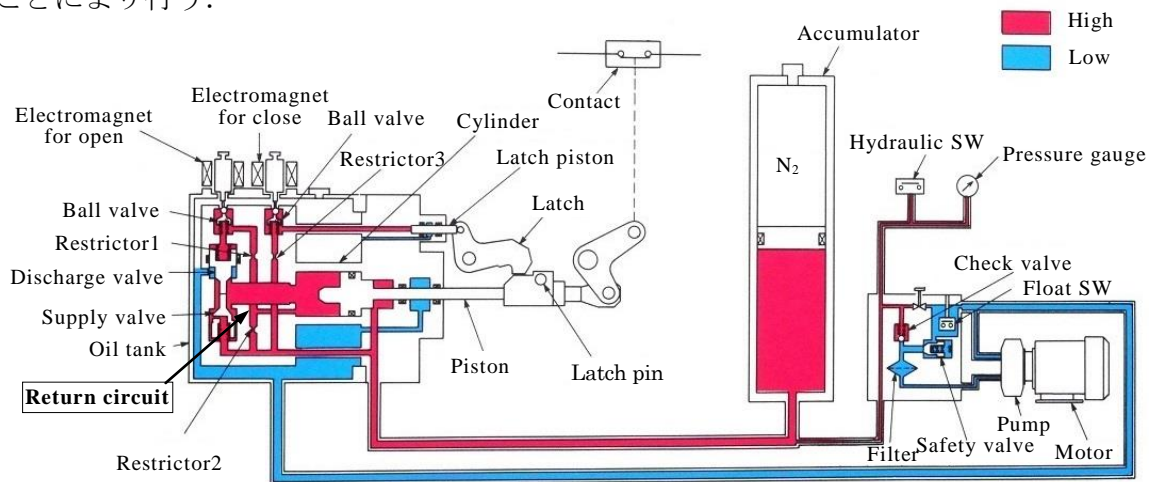 ことにより行う.
High
Low
Accumulator
Contact
Electromagnet
for open
Electromagnet
for close
Ball valve
Cylinder
Restrictor3
Latch piston
Latch
N2
Hydraulic SW
Pressure gauge
Ball valve
Restrictor1
Discharge valve
Supply valve
Oil tank
Return circuit
Restrictor2
Piston
Latch pin
Check valve
Float SW
Filter
Safety valve
Pump
Motor